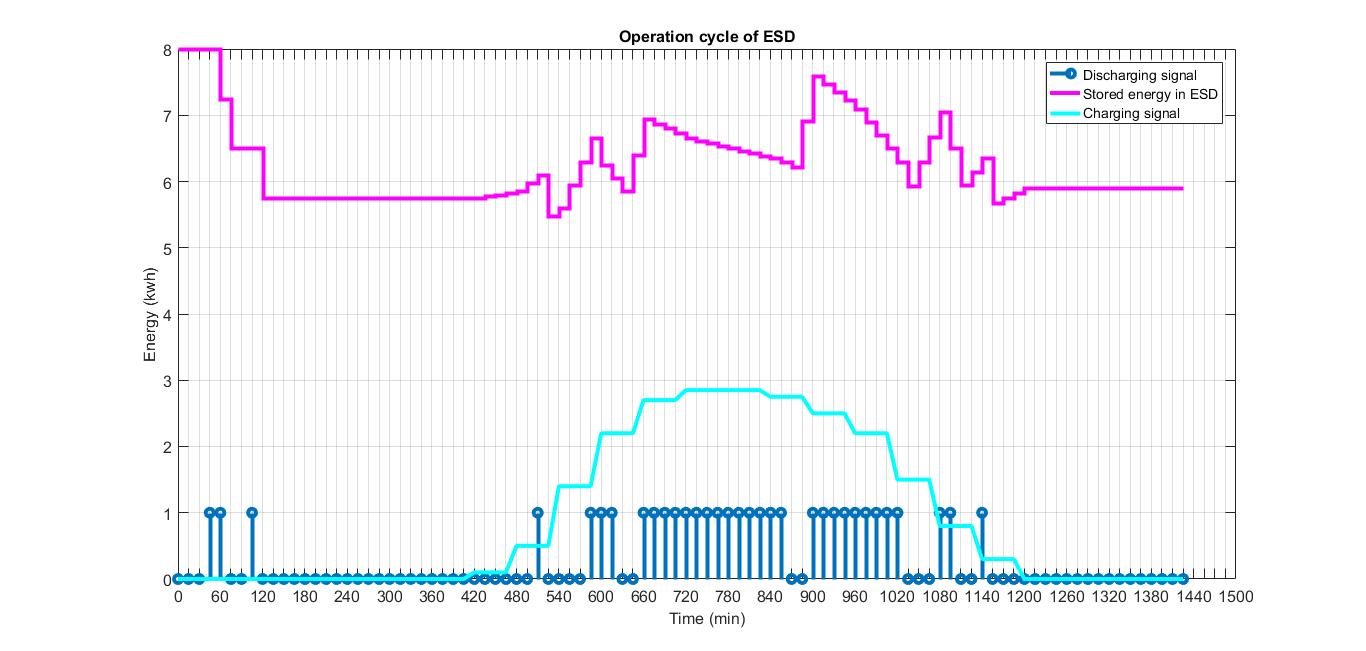 Operation cycle of ESD
8
7
6
5
4
3
2
1
0
Energy (kwh)
Discharging signal
Stored energy in ESD
Charging signal
0 60 120 180 240 300 360 420 480 540 600 660 720 780 840 900 960 1020 1080 1140 1200 1260 1320 1380 1440 1500
Time (min)